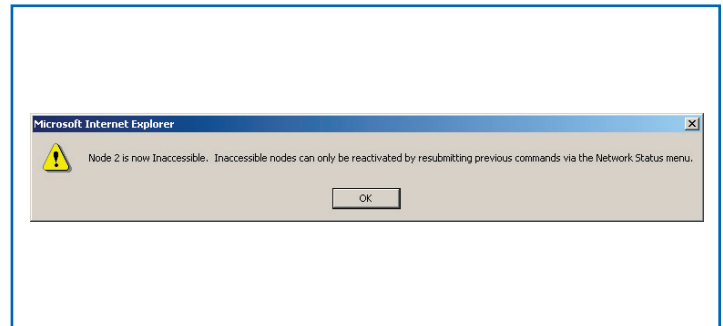 Microsoft Internet Explorer
Node 2 is now Inaccessible. Inaccessible nodes can only be reactivated by resubmitting previous commands via the Network Status menu.
OK